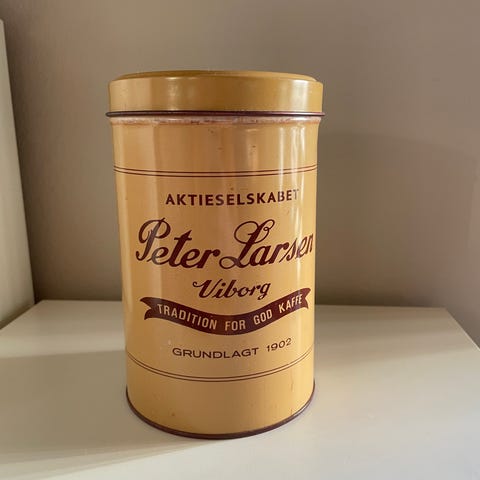 AKTIESELSKABET
Peter Larsen
Viborg
TRADITION FOR GOD KAFFE
GRUNDLAGT 1902